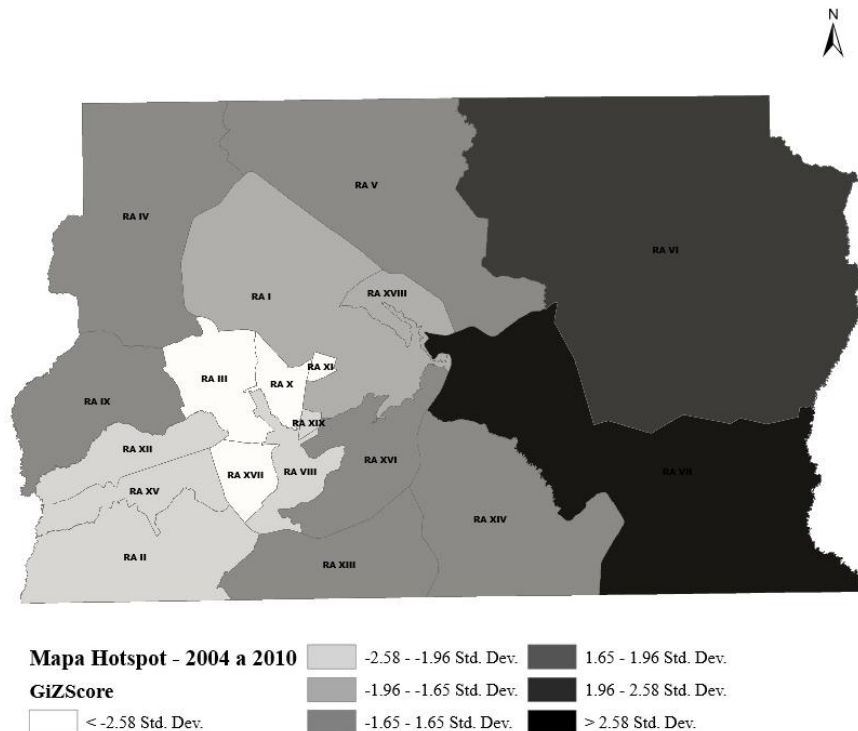 N
RA V
RA IV
RA VI
RA I
RA XVIII
RA XI
RA III
RA X
RA IX
RA XIX
RA XII
RA XVI
RA XVII
RA VIII
RA VII
RA XV
RA XIV
RA II
RA XIII
Mapa Hotspot - 2004 a 2010
GiZScore
< -2.58 Std. Dev.
-2.58 - -1.96 Std. Dev.
-1.96 - -1.65 Std. Dev.
-1.65 - 1.65 Std. Dev.
1.65 - 1.96 Std. Dev.
1.96 - 2.58 Std. Dev.
> 2.58 Std. Dev.